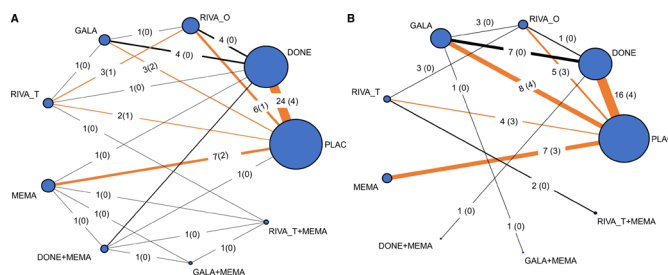 A
RIVA_O
GALA
1(0)
4 (0)
4 (0)
DONE
1(0)
3(1)
3(2)
1(0)
RIVA_T
6(1)
24 (4)
2(1)
PLAC
1(0)
7(2)
1(0)
MEMA
1(0)
1(0)
1(0)
1(0)
1(0)
RIVA_T+MEMA
DONE+MEMA
1(0)
1(0)
GALA+MEMA
B
RIVA_O
GALA
3 (0)
1 (0)
7 (0)
DONE
3 (0)
5 (3)
8 (4)
1 (0)
16 (4)
RIVA_T
4 (3)
PLAC
7 (3)
MEMA
2 (0)
1 (0)
1 (0)
RIVA_T+MEMA
DONE+MEMA
GALA+MEMA